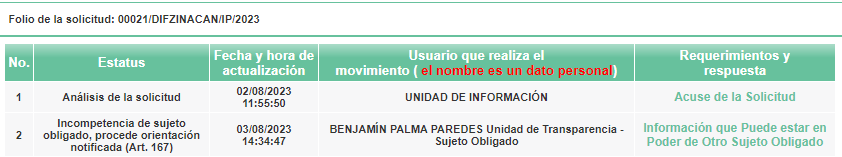 Folio de la solicitud: 00021/DIFZINACAN/IP/2023
No.
Estatus
Fecha y hora de
actualización
Usuario que realiza el
movimiento ( el nombre es un dato personal)
Requerimientos y
respuesta
1
Análisis de la solicitud
02/08/2023
11:55:50
UNIDAD DE INFORMACIÓN
Acuse de la Solicitud
2
Incompetencia de sujeto
obligado, procede orientación
notificada (Art. 167)
03/08/2023
14:34:47
BENJAMÍN PALMA PAREDES Unidad de Transparencia -
Sujeto Obligado
Información que Puede estar en
Poder de Otro Sujeto Obligado